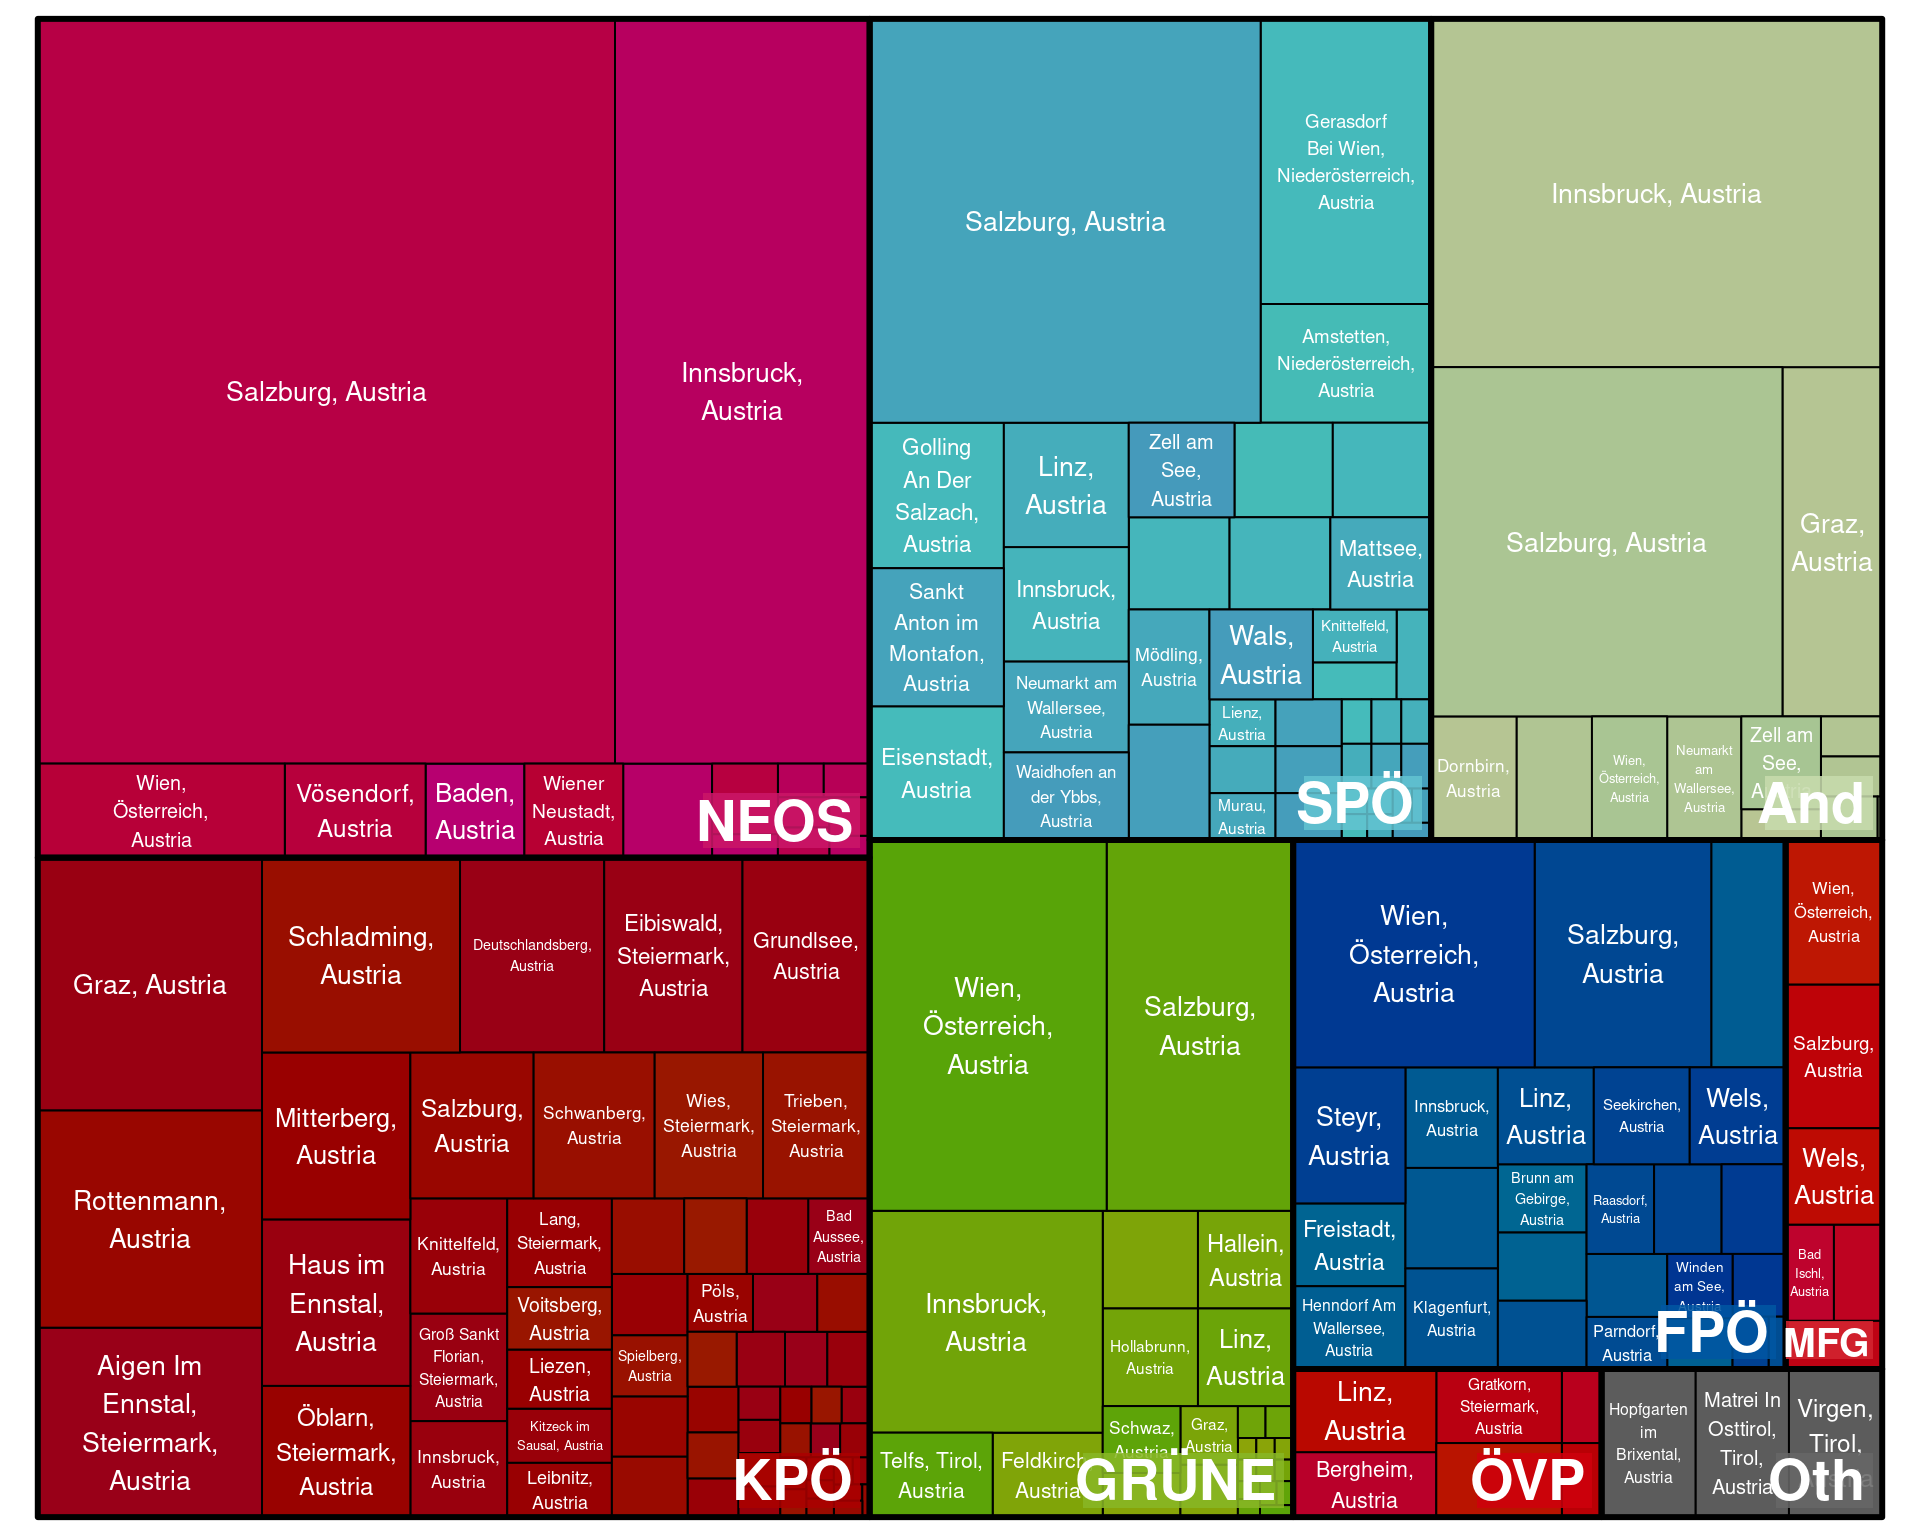 Salzburg, Austria
Innsbruck,
Austria
Wien,
Österreich,
Austria
Vösendorf,
Austria
Baden,
Austria
Wiener
Neustadt,
Austria
NEOS
Salzburg, Austria
Gerasdorf
Bei Wien,
Niederösterreich,
Austria
Amstetten,
Niederösterreich,
Austria
Golling
An Der
Salzach,
Austria
Linz,
Austria
Zell am
See,
Austria
Sankt
Anton im
Montafon,
Austria
Innsbruck,
Austria
Mattsee,
Austria
Eisenstadt,
Austria
Neumarkt am
Wallersee,
Austria
Waidhofen an
der Ybbs,
Austria
Mödling,
Austria
Wals,
Austria
Knittelfeld,
Austria
Lienz,
Austria
Murau,
Austria
SPÖ
Innsbruck, Austria
Salzburg, Austria
Graz,
Austria
Dornbirn,
Austria
Wien,
Österreich,
Austria
Neumarkt
am
Wallersee,
Austria
Zell am
See,
And
Graz, Austria
Rottenmann,
Austria
Aigen Im
Ennstal,
Steiermark,
Austria
Schladming,
Austria
Deutschlandsberg,
Austria
Eibiswald,
Steiermark,
Austria
Grundlsee,
Austria
Mitterberg,
Austria
Haus im
Ennstal,
Austria
Öblarn,
Steiermark,
Austria
Salzburg,
Austria
Schwanberg,
Austria
Wies,
Steiermark,
Austria
Trieben,
Steiermark,
Austria
Knittelfeld,
Austria
Groß Sankt
Florian,
Steiermark,
Austria
Innsbruck,
Austria
Lang,
Steiermark,
Austria
Voitsberg,
Austria
Liezen,
Austria
Kitzeck im
Sausal, Austria
Leibnitz,
Austria
Bad
Aussee,
Austria
Pöls,
Austria
Spielberg,
Austria
KPÖ
Wien,
Österreich,
Austria
Salzburg,
Austria
Innsbruck,
Austria
Hallein,
Austria
Hollabrunn,
Austria
Linz,
Austria
Telfs, Tirol,
Austria
Feldkirch,
Austria
Schwaz,
Austria
Graz,
Austria
GRÜNE
Wien,
Österreich,
Austria
Salzburg,
Austria
Steyr,
Austria
Innsbruck,
Austria
Linz,
Austria
Seekirchen,
Austria
Wels,
Austria
Freistadt,
Austria
Henndorf Am
Wallersee,
Austria
Klagenfurt,
Austria
Brunn am
Gebirge,
Austria
Raasdorf,
Austria
Winden
am See,
Austria
Parndorf,
Austria
FPÖ
Wien,
Österreich,
Austria
Salzburg,
Austria
Wels,
Austria
Bad
Ischl,
Austria
MFG
Linz,
Austria
Bergheim,
Austria
Gratkorn,
Steiermark,
Austria
ÖVP
Hopfgarten
im
Brixental,
Austria
Matrei In
Osttirol,
Tirol,
Austria
Virgen,
Tirol,
Oth